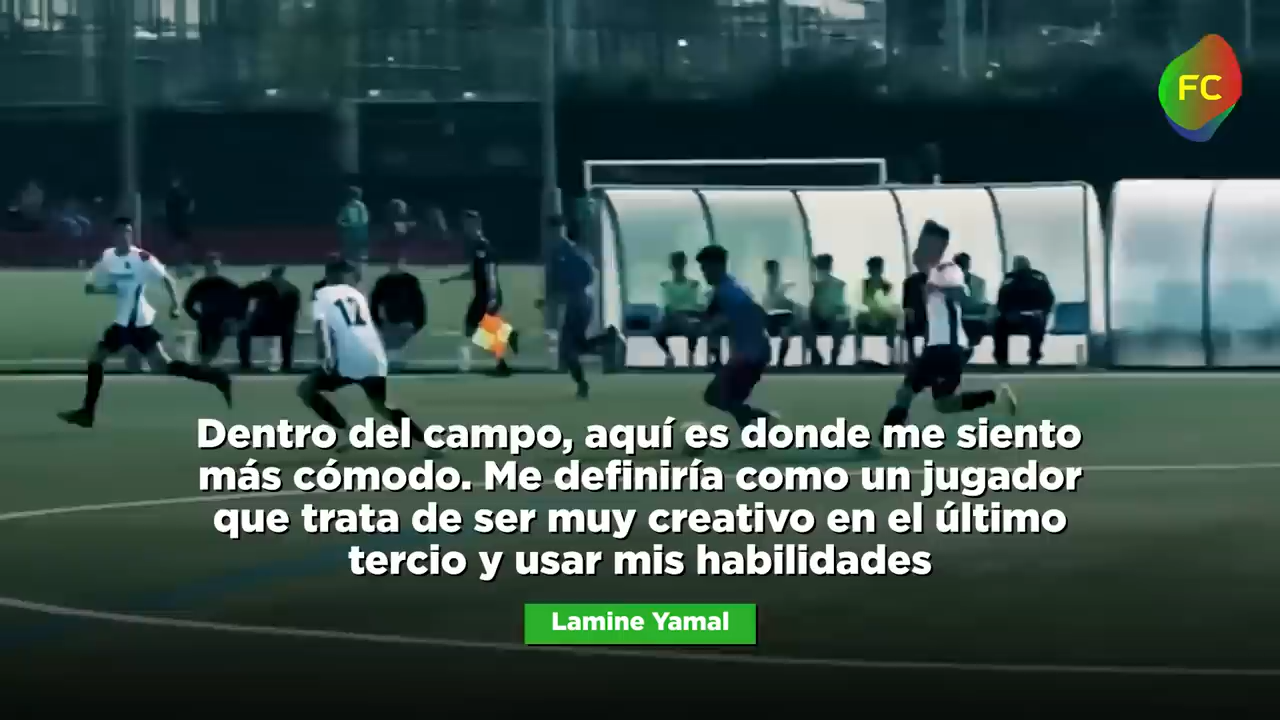 FC
12
Dentro del campo, aquí es donde me siento
más cómodo. Me definiría como un jugador
que trata de ser muy creativo en el último
tercio y usar mis habilidades
Lamine Yamal